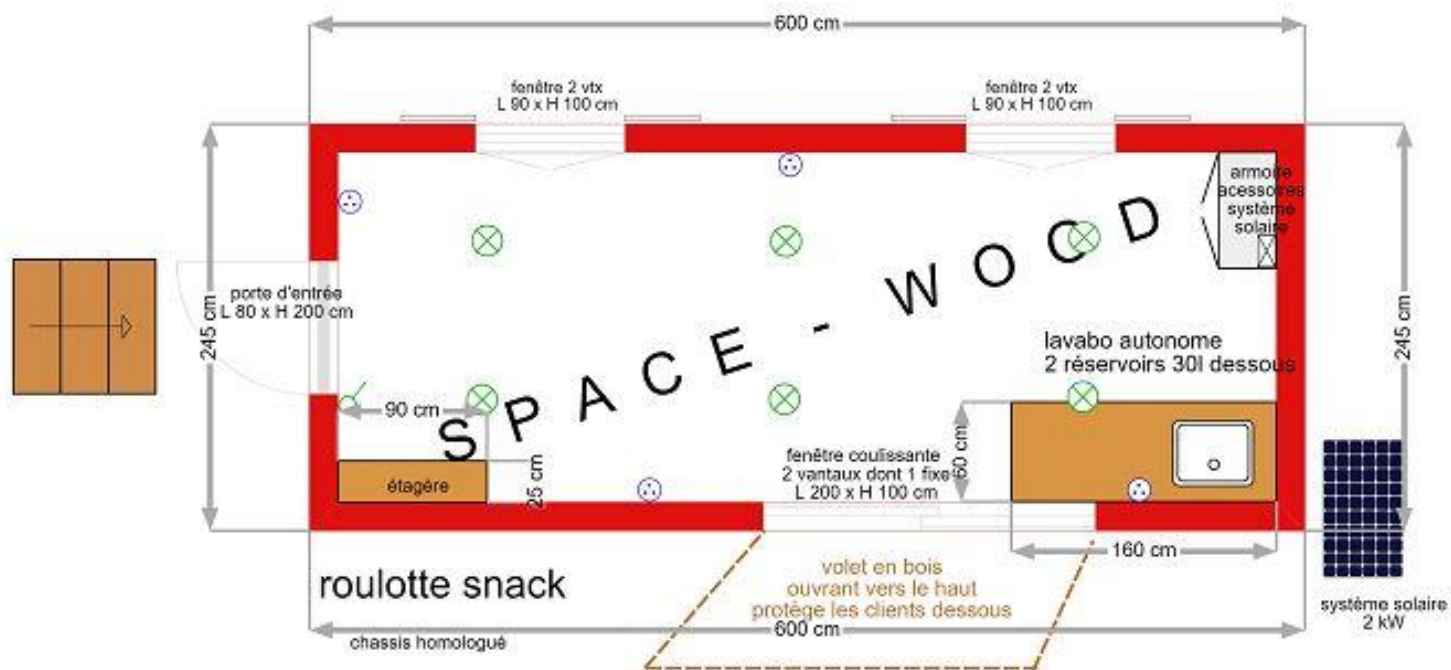 600 cm
fenêtre 2 vtx
L 90 x H 100 cm
fenêtre 2 vtx
L 90 x H 100 cm
armoire
acessoires
système
solaire
porte d'entrée
L 80 x H 200 cm
245 cm
245 cm
SPACE - WOOD
lavabo autonome
2 réservoirs 30l dessous
90 cm
étagère
25 cm
fenêtre coulissante
2 vantaux dont 1 fixe
L 200 x H 100 cm
60 cm
160 cm
roulotte snack
volet en bois
ouvrant vers le haut
protège les clients dessous
600 cm
chassis homologué
système solaire
2 kW